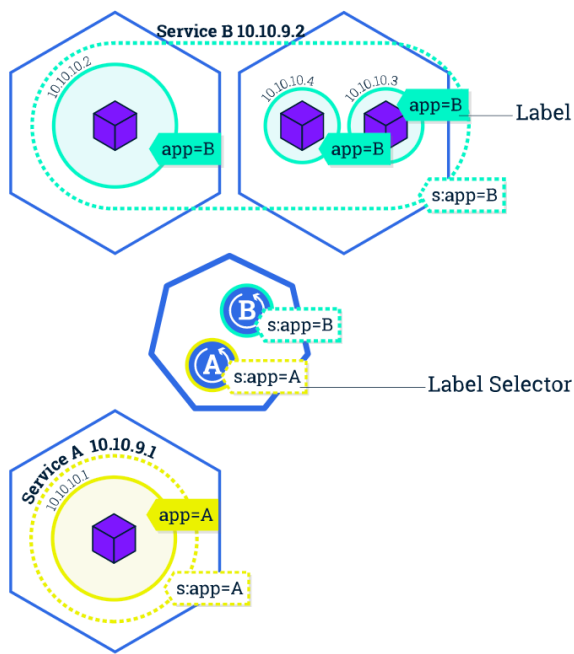 Service B 10.10.9.2
10.10.10.2
10.10.10.4
10.10.10.3
app=B
Label
app=B
app=B
s:app=B
B
s:app=B
A
s:app=A
Label Selector
Service A 10.10.9.1
10.10.10.1
app=A
s:app=A